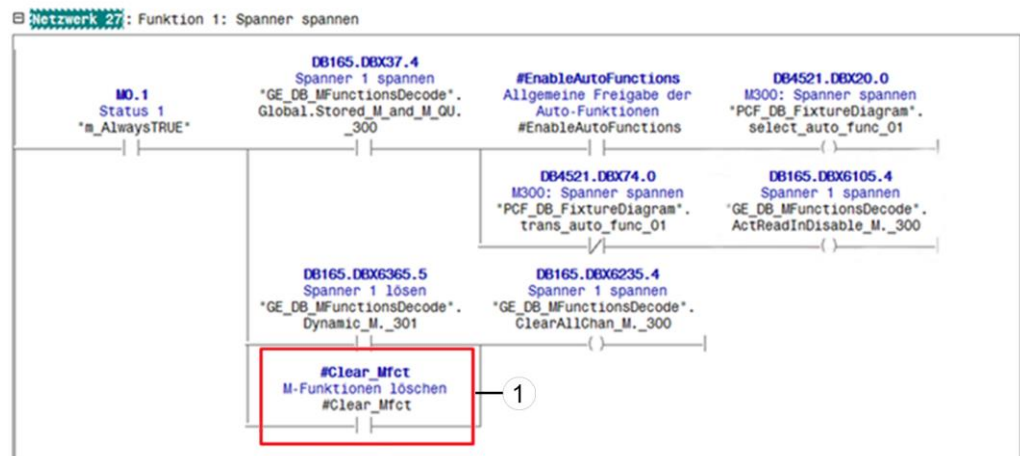 Netzwerk 27: Funktion 1: Spanner spannen
M0.1
Status 1
"m_AlwaysTRUE"
DB165.DBX37.4
Spanner 1 spannen
"GE_DB_MFunctionsDecode".
Global.Stored_M_and_M_QU.
_300
#EnableAutoFunctions
Allgemeine Freigabe der
Auto-Funktionen
#EnableAutoFunctions
DB4521.DBX20.0
M300: Spanner spannen
"PCF_DB_FixtureDiagram".
select_auto_func_01
DB4521.DBX74.0
M300: Spanner spannen
"PCF_DB_FixtureDiagram".
trans_auto_func_01
DB165.DBX6105.4
Spanner 1 spannen
"GE_DB_MFunctionsDecode".
ActReadInDisable_M._300
DB165.DBX6365.5
Spanner 1 lösen
"GE_DB_MFunctionsDecode".
Dynamic_M._301
DB165.DBX6235.4
Spanner 1 spannen
"GE_DB_MFunctionsDecode".
ClearAllChan_M._300
#Clear_Mfct
M-Funktionen löschen
#Clear_Mfct
1